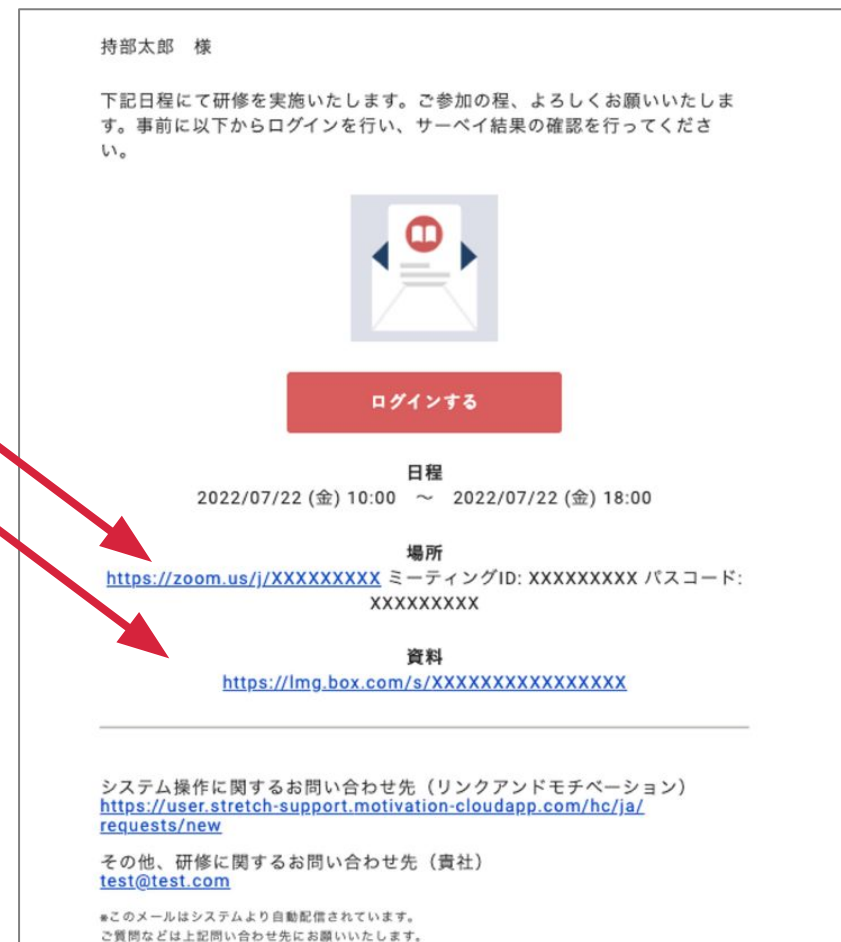 持部太郎　様
下記日程にて研修を実施いたします。ご参加の程、よろしくお願いいたしま
す。事前に以下からログインを行い、サーベイ結果の確認を行ってくださ
い。
ログインする
日程
2022/07/22 (金) 10:00　～　2022/07/22 (金) 18:00
場所
https://zoom.us/j/XXXXXXXXX ミーティングID: XXXXXXXXX パスコード:
XXXXXXXXX
資料
https://lmg.box.com/s/XXXXXXXXXXXXXXXX
システム操作に関するお問い合わせ先（リンクアンドモチベーション）
https://user.stretch-support.motivation-cloudapp.com/hc/ja/
requests/new
その他、研修に関するお問い合わせ先（貴社）
test@test.com
※このメールはシステムより自動配信されています。
ご質問などは上記問い合わせ先にお願いいたします。